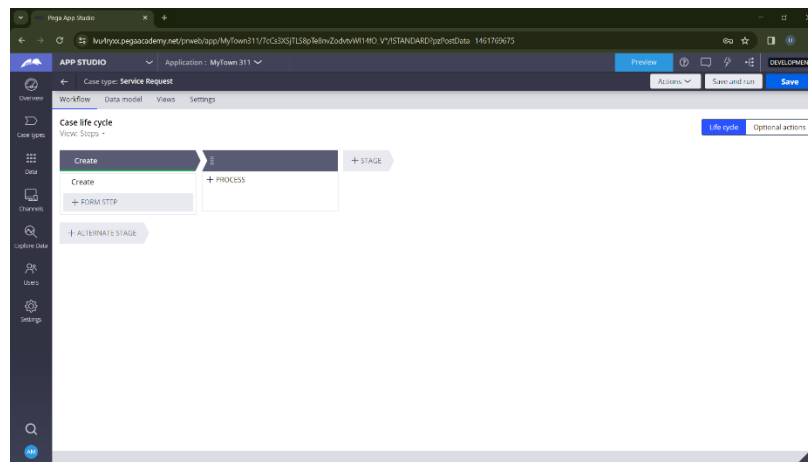 Pega App Studio
APP STUDIO
Application : MyTown 311
Preview
DEVELOPMEN
Case type: Service Request
Actions
Save and run
Save
Workflow Data model Views Settings
Case life cycle
View: Steps
Life cycle Optional actions
Create
+ STAGE
Create
+ PROCESS
+ FORM STEP
+ ALTERNATE STAGE
Overview
Case types
Data
Channels
Explore Data
Users
Settings
AM